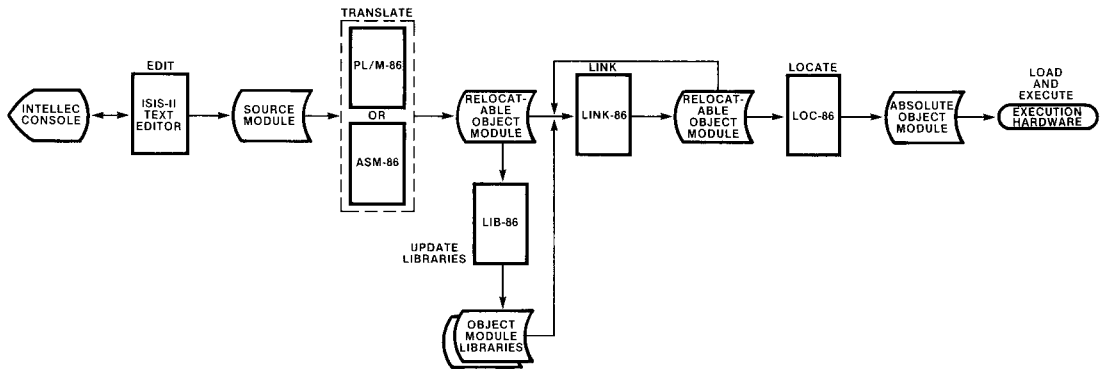 TRANSLATE
EDIT
INTELLEC
CONSOLE
ISIS-II
TEXT
EDITOR
SOURCE
MODULE
PL/M-86
OR
ASM-86
RELOCAT-
ABLE
OBJECT
MODULE
LIB-86
UPDATE
LIBRARIES
OBJECT
MODULE
LIBRARIES
LINK
LINK-86
RELOCAT-
ABLE
OBJECT
MODULE
LOCATE
LOC-86
ABSOLUTE
OBJECT
MODULE
LOAD
AND
EXECUTE
EXECUTION
HARDWARE